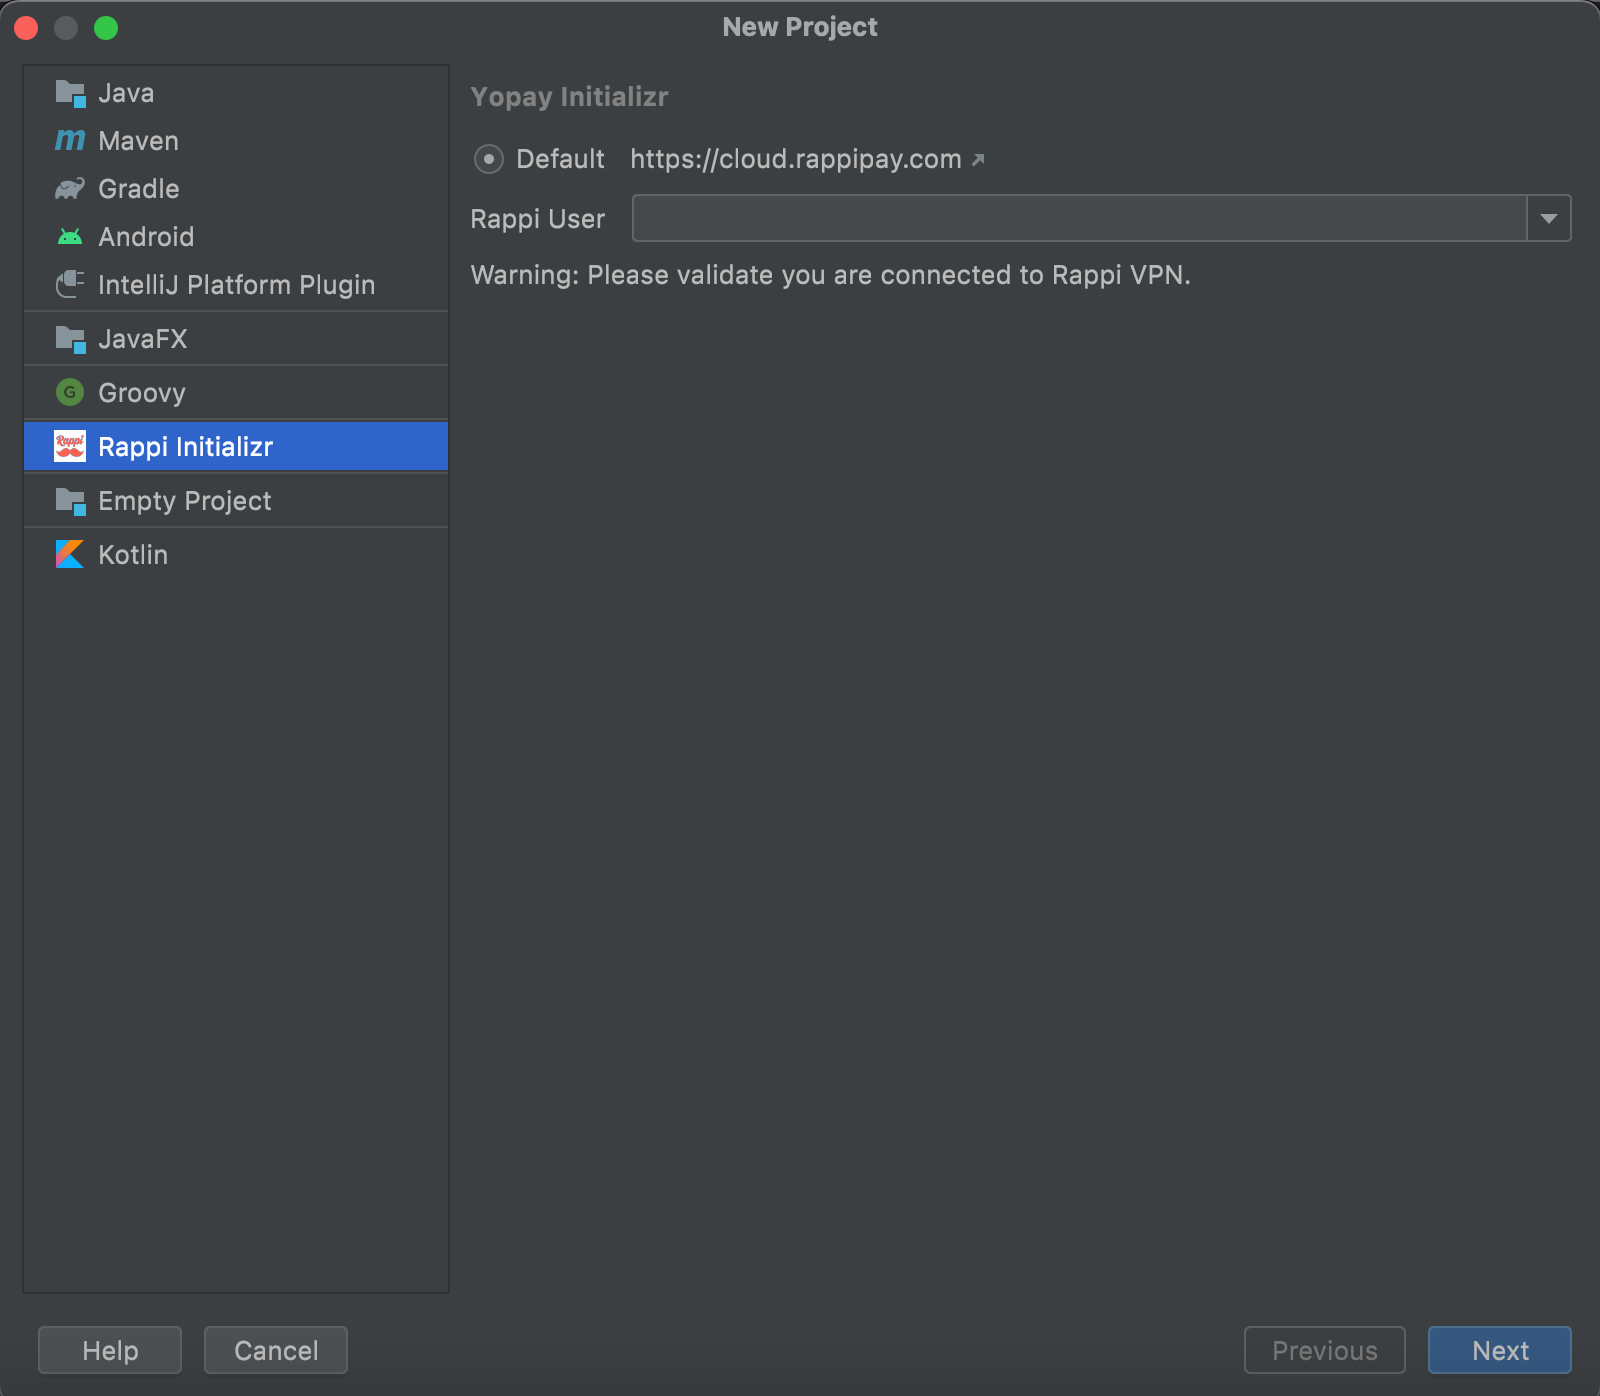 New Project
Java
Maven
Gradle
Android
IntelliJ Platform Plugin
JavaFX
G Groovy
Rappi Rappi Initializr
Empty Project
Kotlin
Yopay Initializr
Default https://cloud.rappipay.com
Rappi User
Warning: Please validate you are connected to Rappi VPN.
Help Cancel Previous Next